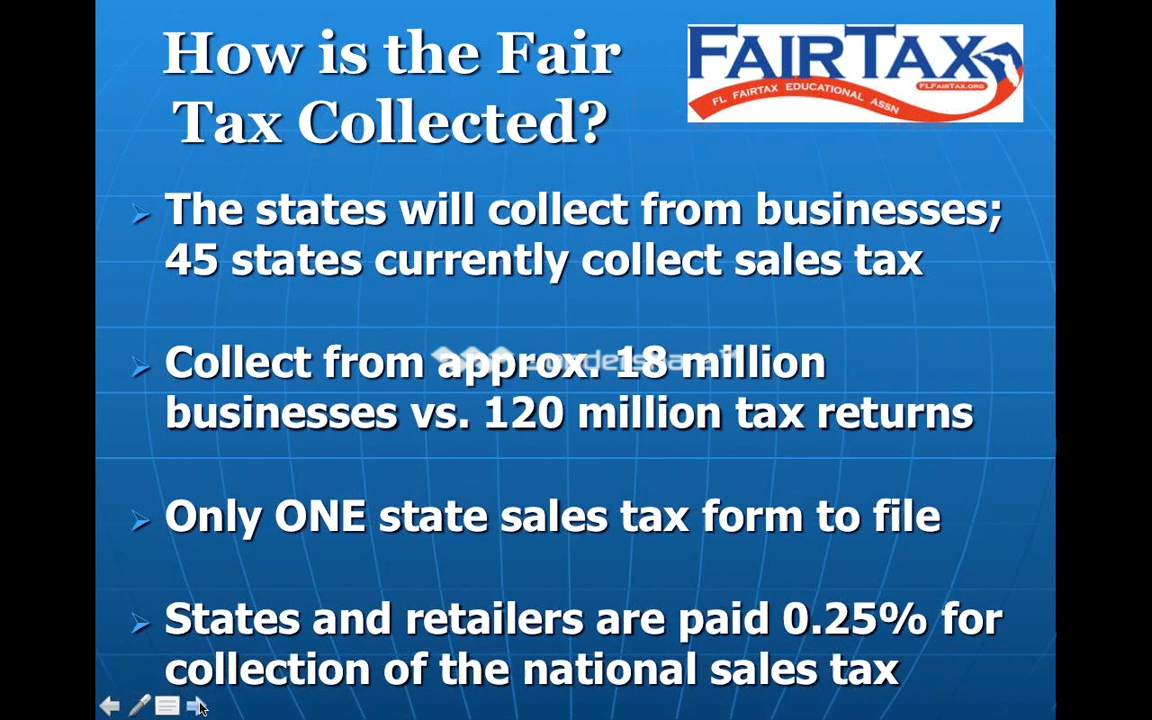 How is the Fair
Tax Collected?
FAIRTAX
FLFAIRTAX.ORG
FL FAIRTAX EDUCATIONAL ASSN
The states will collect from businesses;
45 states currently collect sales tax
Collect from approx. 18 million
businesses vs. 120 million tax returns
Only ONE state sales tax form to file
States and retailers are paid 0.25% for
collection of the national sales tax